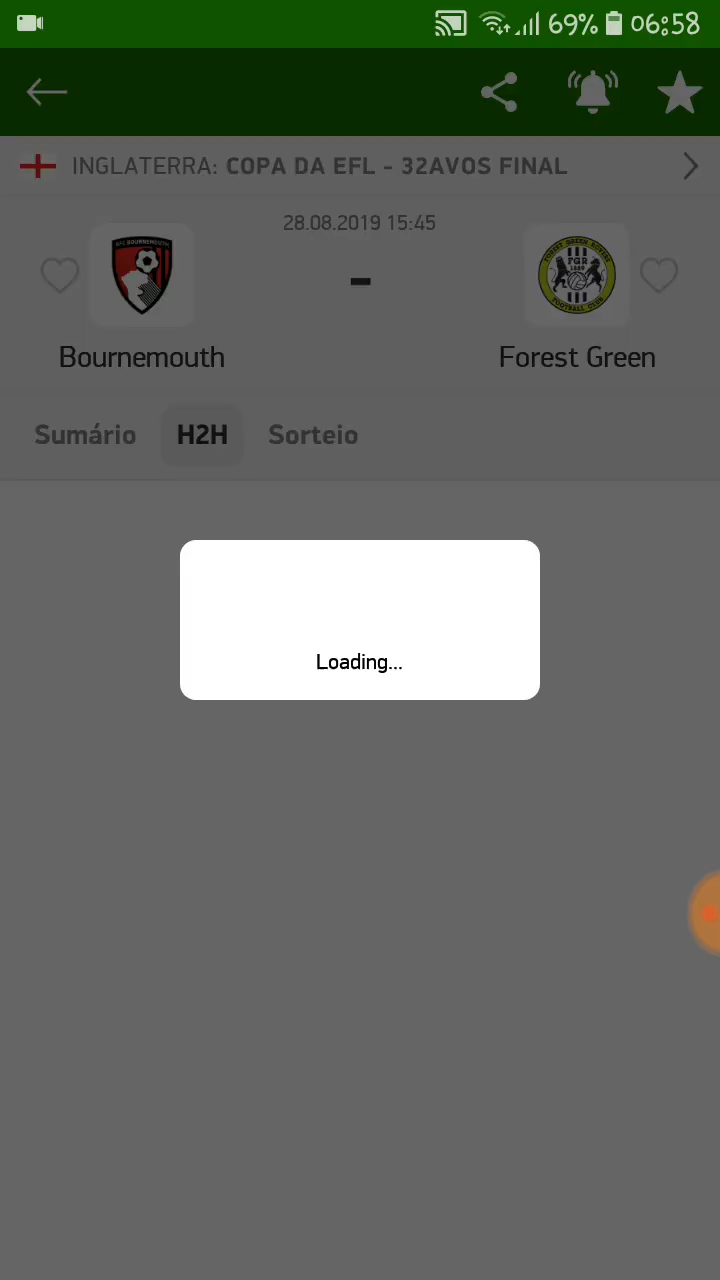 69% 06:58
INGLATERRA: COPA DA EFL - 32AVOS FINAL
28.08.2019 15:45
-
Bournemouth
Forest Green
Sumário H2H Sorteio
Loading...